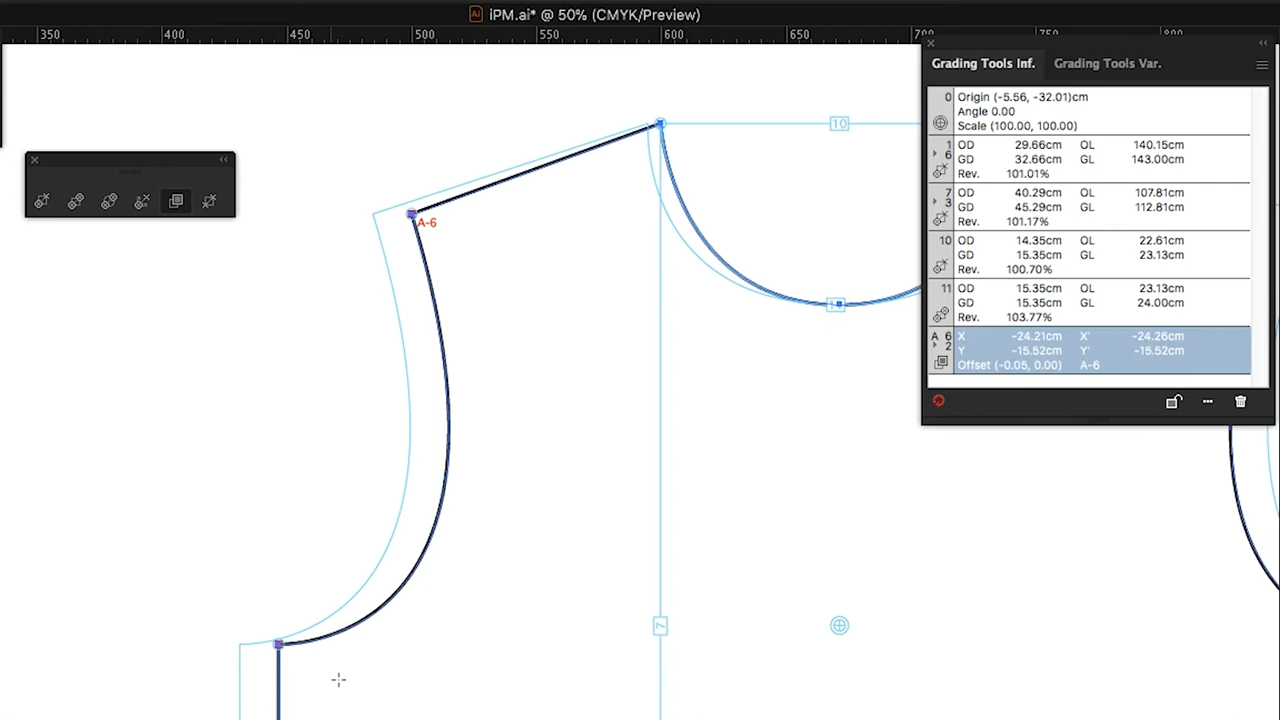 Ai iPM.ai* @ 50% (CMYK/Preview)
350 400 450 500 550 600 650 700 750 800
Grading Tools Inf. Grading Tools Var.
0 Origin (-5.56, -32.01)cm
Angle 0.00
Scale (100.00, 100.00)
1 OD 29.66cm OL 140.15cm
6 GD 32.66cm GL 143.00cm
Rev. 101.01%
7 OD 40.29cm OL 107.81cm
3 GD 45.29cm GL 112.81cm
Rev. 101.17%
10 OD 14.35cm OL 22.61cm
GD 15.35cm GL 23.13cm
Rev. 100.70%
11 OD 23.13cm OL 23.13cm
GD 15.35cm GL 24.00cm
Rev. 103.77%
A 6 X -24.21cm X' -24.26cm
2 Y -15.52cm Y' -15.52cm
Offset (-0.05, 0.00) A-6
10
A-6
7